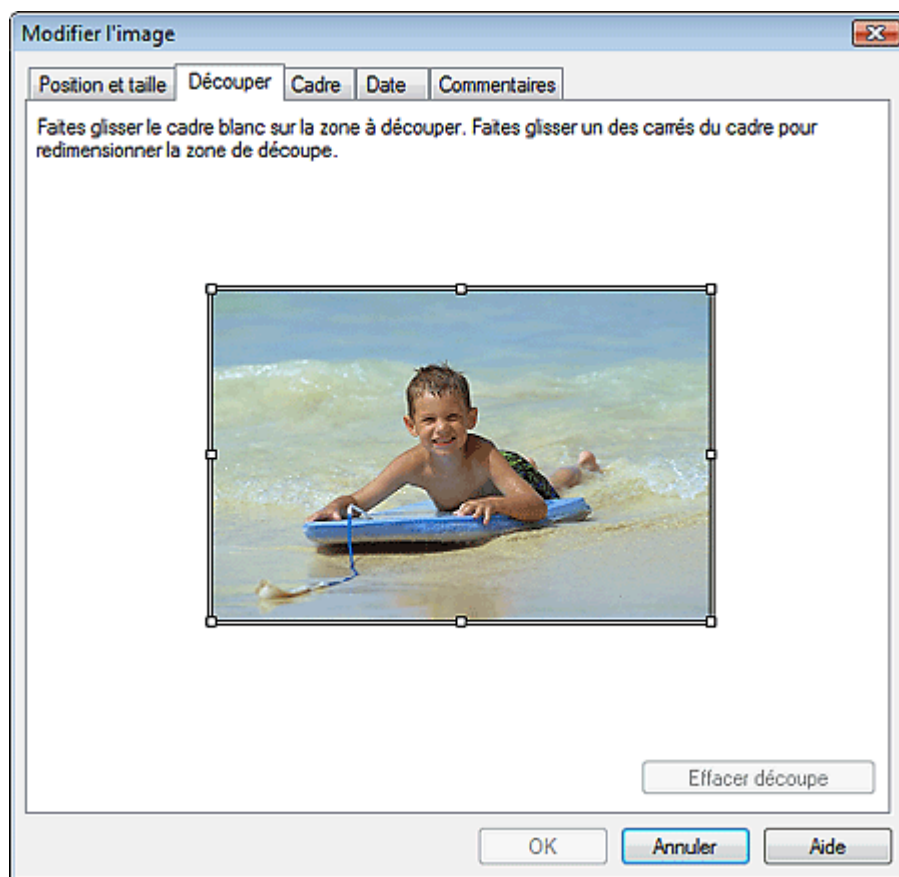 Modifier l'image
Position et taille
Découper
Cadre
Date
Commentaires
Faites glisser le cadre blanc sur la zone à découper. Faites glisser un des carrés du cadre pour
redimensionner la zone de découpe.
Effacer découpe
OK
Annuler
Aide